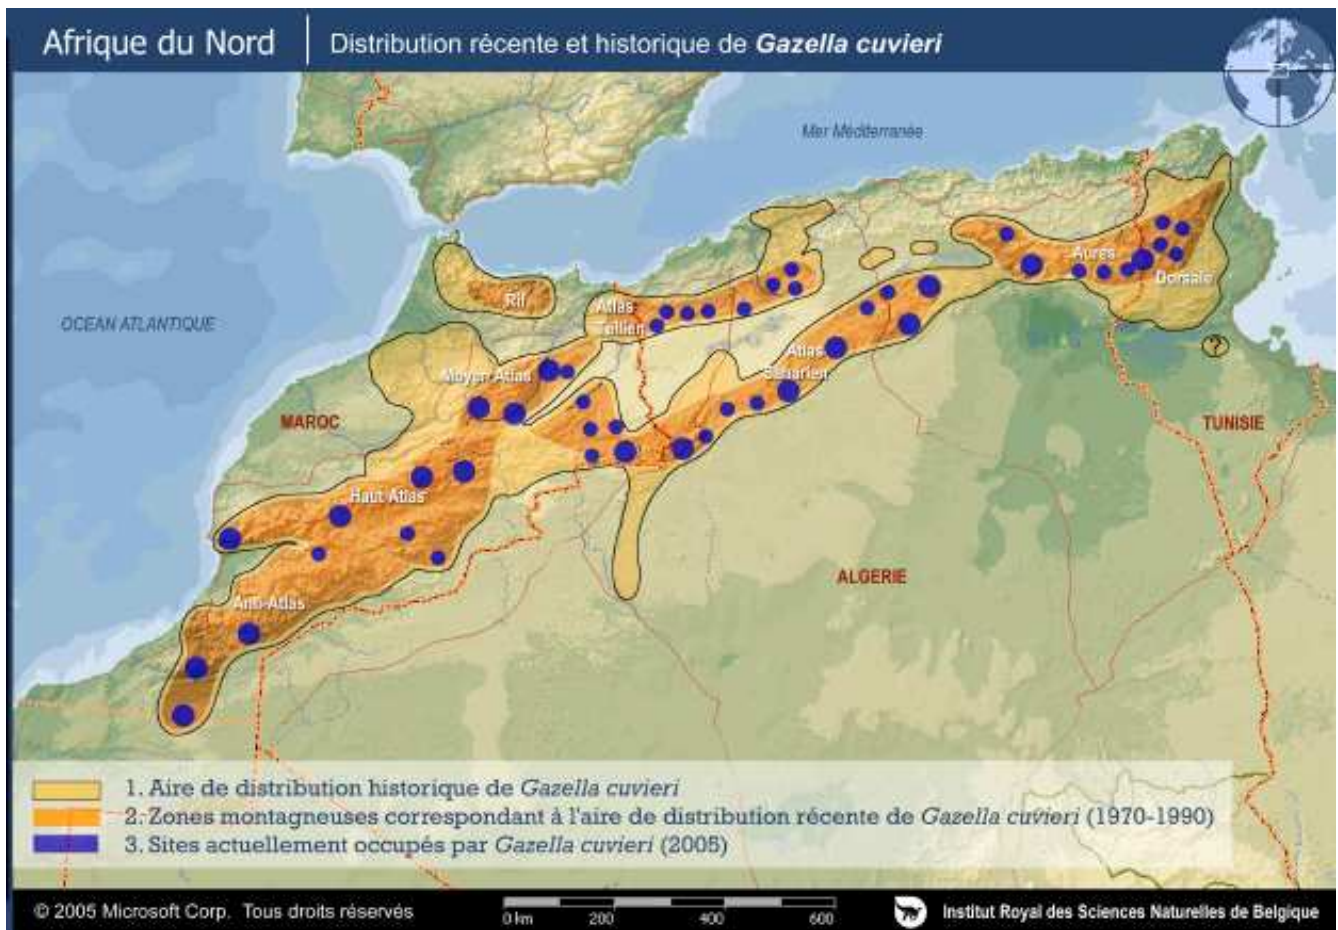 Afrique du Nord
Distribution récente et historique de Gazella cuvieri
Mer Méditerranée
OCEAN ATLANTIQUE
Rif
Atlas
Tellien
Aures
Dorsale
?
Moyen Atlas
Atlas
Saharien
MAROC
TUNISIE
Haut Atlas
ALGERIE
Anti-Atlas
1. Aire de distribution historique de Gazella cuvieri
2. Zones montagneuses correspondant à l'aire de distribution récente de Gazella cuvieri (1970-1990)
3. Sites actuellement occupés par Gazella cuvieri (2005)
© 2005 Microsoft Corp. Tous droits réservés
0 km 200 400 600
Institut Royal des Sciences Naturelles de Belgique